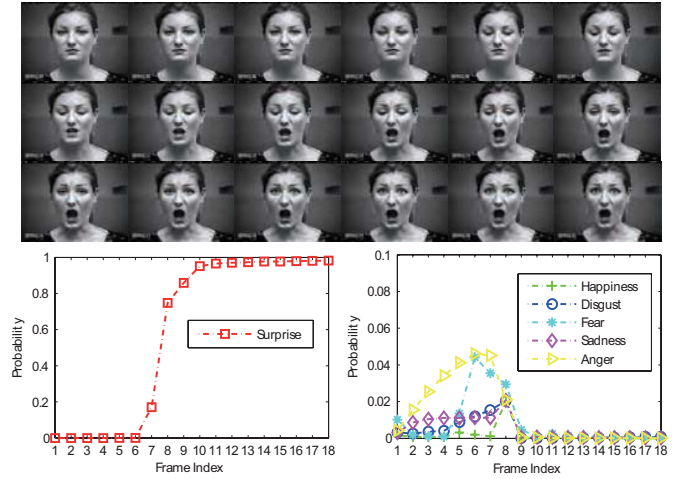 1
0.8
0.6
0.4
0.2
0
Probability
Surprise
1 2 3 4 5 6 7 8 9 10 11 12 13 14 15 16 17 18
Frame Index
0.1
0.08
0.06
0.04
0.02
0
Probability
Happiness
Disgust
Fear
Sadness
Anger
1 2 3 4 5 6 7 8 9 10 11 12 13 14 15 16 17 18
Frame Index